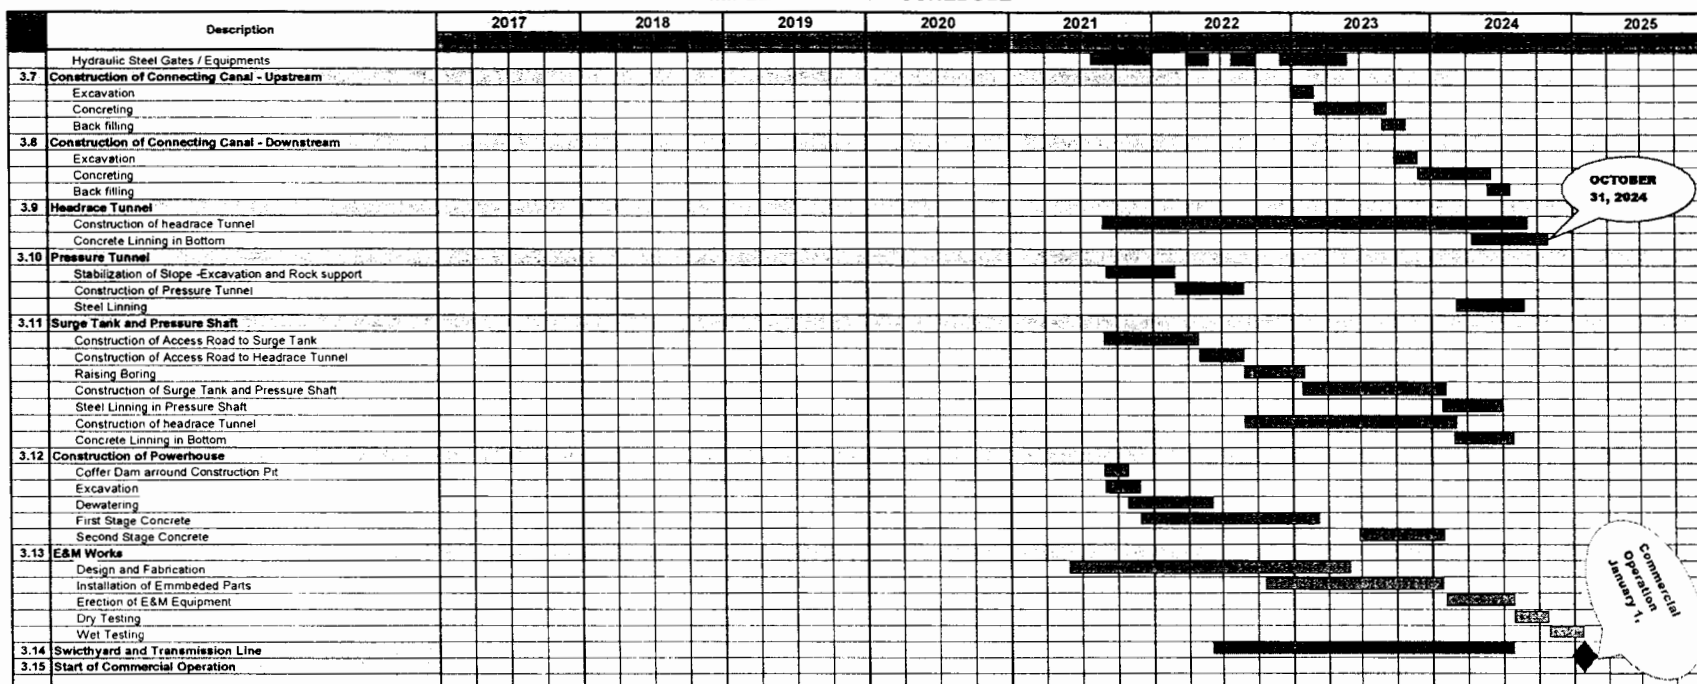 Description 2017 2018 2019 2020 2021 2022 2023 2024 2025
Hydraulic Steel Gates / Equipments
3.7 Construction of Connecting Canal - Upstream
Excavation
Concreting
Back filling
3.8 Construction of Connecting Canal - Downstream
Excavation
Concreting
Back filling
OCTOBER
31, 2024
3.9 Headrace Tunnel
Construction of headrace Tunnel
Concrete Linning in Bottom
3.10 Pressure Tunnel
Stabilization of Slope -Excavation and Rock support
Construction of Pressure Tunnel
Steel Linning
3.11 Surge Tank and Pressure Shaft
Construction of Access Road to Surge Tank
Construction of Access Road to Headrace Tunnel
Raising Boring
Construction of Surge Tank and Pressure Shaft
Steel Linning in Pressure Shaft
Construction of headrace Tunnel
Concrete Linning in Bottom
3.12 Construction of Powerhouse
Coffer Dam arround Construction Pit
Excavation
Dewatering
First Stage Concrete
Second Stage Concrete
3.13 E&M Works
Design and Fabrication
Installation of Emmbeded Parts
Erection of E&M Equipment
Dry Testing
Wet Testing
Commercial
Operation
January 1,
3.14 Swicthyard and Transmission Line
3.15 Start of Commercial Operation